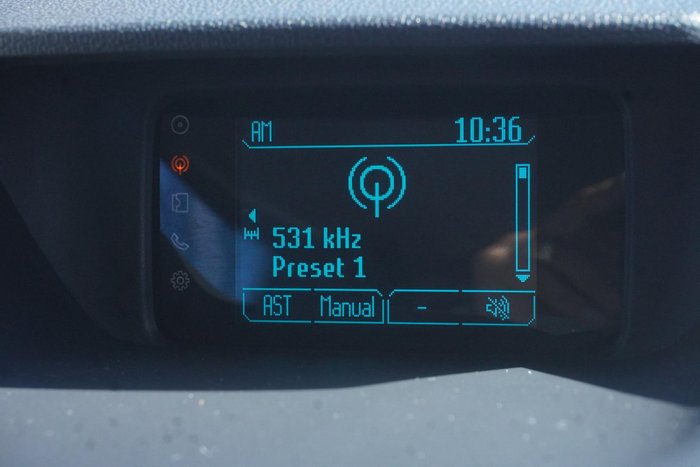 AM 10:36
531 kHz
Preset 1
AST Manual -